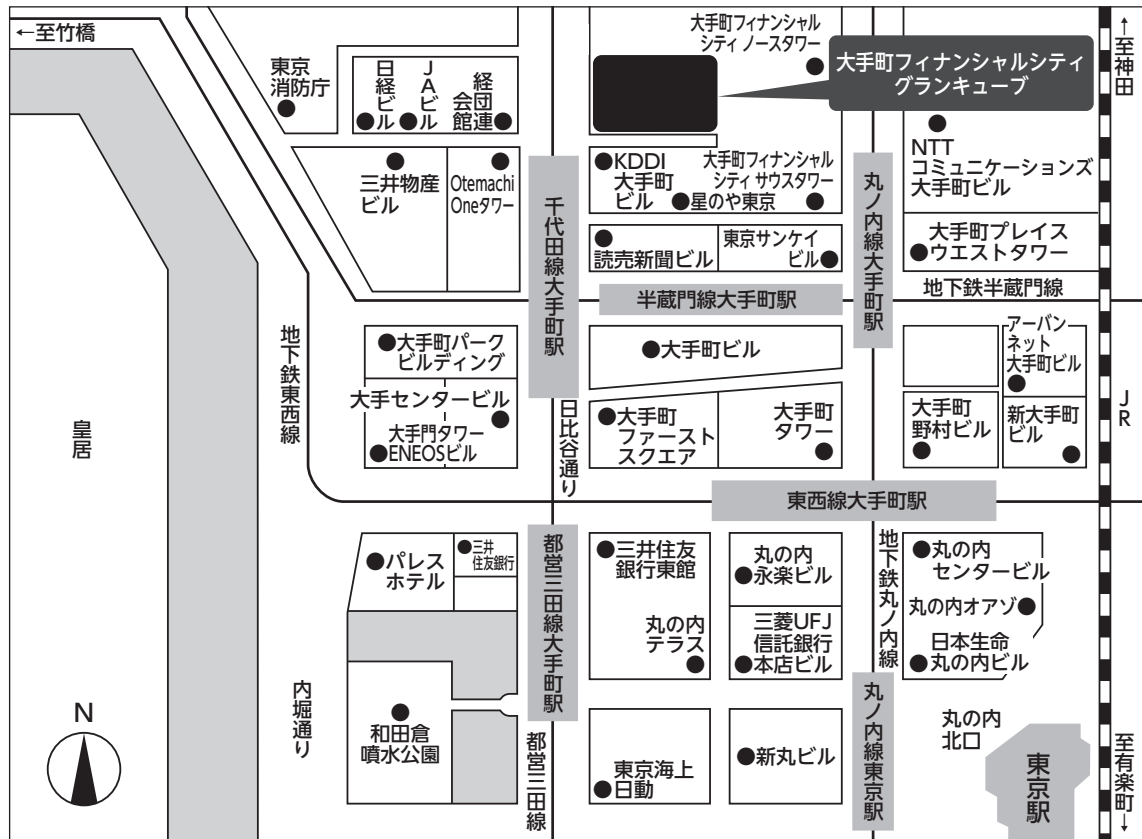 ←至竹橋
東京
消防庁
日経ビル
JAビル
経団連
会館
大手町フィナンシャル
シティ ノースタワー
大手町フィナンシャルシティ
グランキューブ
↑至神田
三井物産
ビル
Otemachi
Oneタワー
千代田線大手町駅
KDDI
大手町
ビル
大手町フィナンシャル
シティ サウスタワー
星のや東京
丸ノ内線大手町駅
NTT
コミュニケーションズ
大手町ビル
読売新聞ビル
東京サンケイ
ビル
大手町プレイス
ウエストタワー
半蔵門線大手町駅
地下鉄半蔵門線
地下鉄東西線
大手町パーク
ビルディング
大手センタービル
大手門タワー
ENEOSビル
日比谷通り
大手町ビル
大手町
ファースト
スクエア
大手町
タワー
アーバン
ネット
大手町ビル
大手町
野村ビル
新大手町
ビル
JR
皇居
東西線大手町駅
パレス
ホテル
三井
住友銀行
都営三田線大手町駅
三井住友
銀行東館
丸の内
テラス
丸の内
永楽ビル
三菱UFJ
信託銀行
本店ビル
地下鉄丸ノ内線
丸の内
センタービル
丸の内オアゾ
日本生命
丸の内ビル
内堀通り
和田倉
噴水公園
都営三田線
東京海上
日動
新丸ビル
丸ノ内線東京駅
丸の内
北口
東京駅
至有楽町↓
N